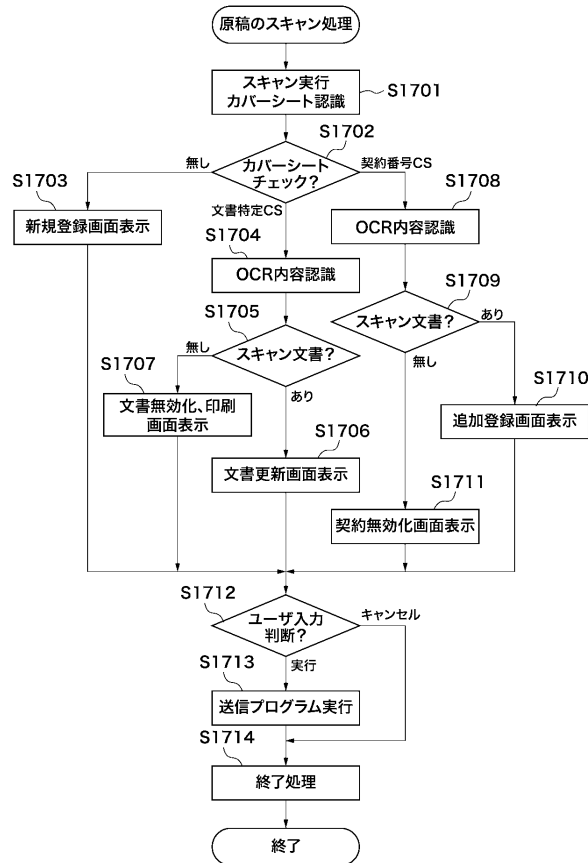 原稿のスキャン処理
スキャン実行
カバーシート認識
S1701
S1702
カバーシート
チェック?
無し
契約番号CS
文書特定CS
S1703
新規登録画面表示
S1708
OCR内容認識
S1704
OCR内容認識
S1709
スキャン文書?
あり
無し
S1705
スキャン文書?
無し
あり
S1707
文書無効化、印刷
画面表示
S1710
追加登録画面表示
S1706
文書更新画面表示
S1711
契約無効化画面表示
S1712
ユーザ入力
判断?
キャンセル
実行
S1713
送信プログラム実行
S1714
終了処理
終了